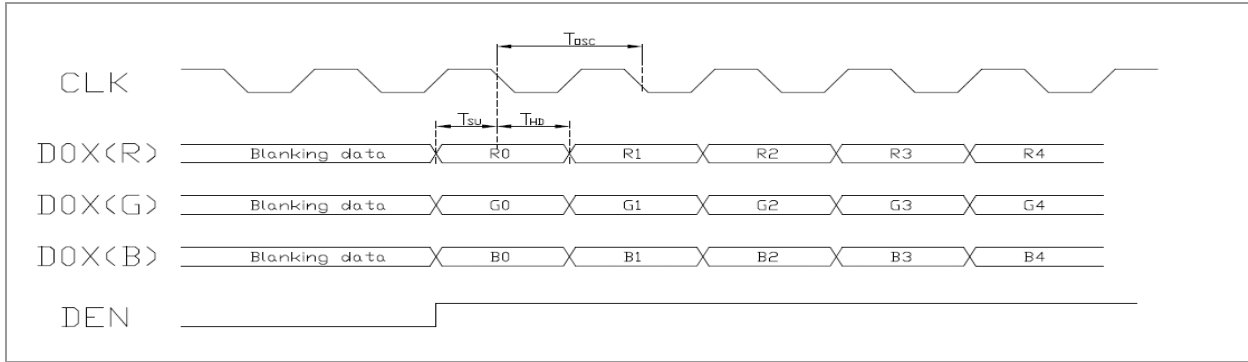 Tosc
CLK
TSU THD
DOX(R) Blanking data R0 R1 R2 R3 R4
DOX(G) Blanking data G0 G1 G2 G3 G4
DOX(B) Blanking data B0 B1 B2 B3 B4
DEN